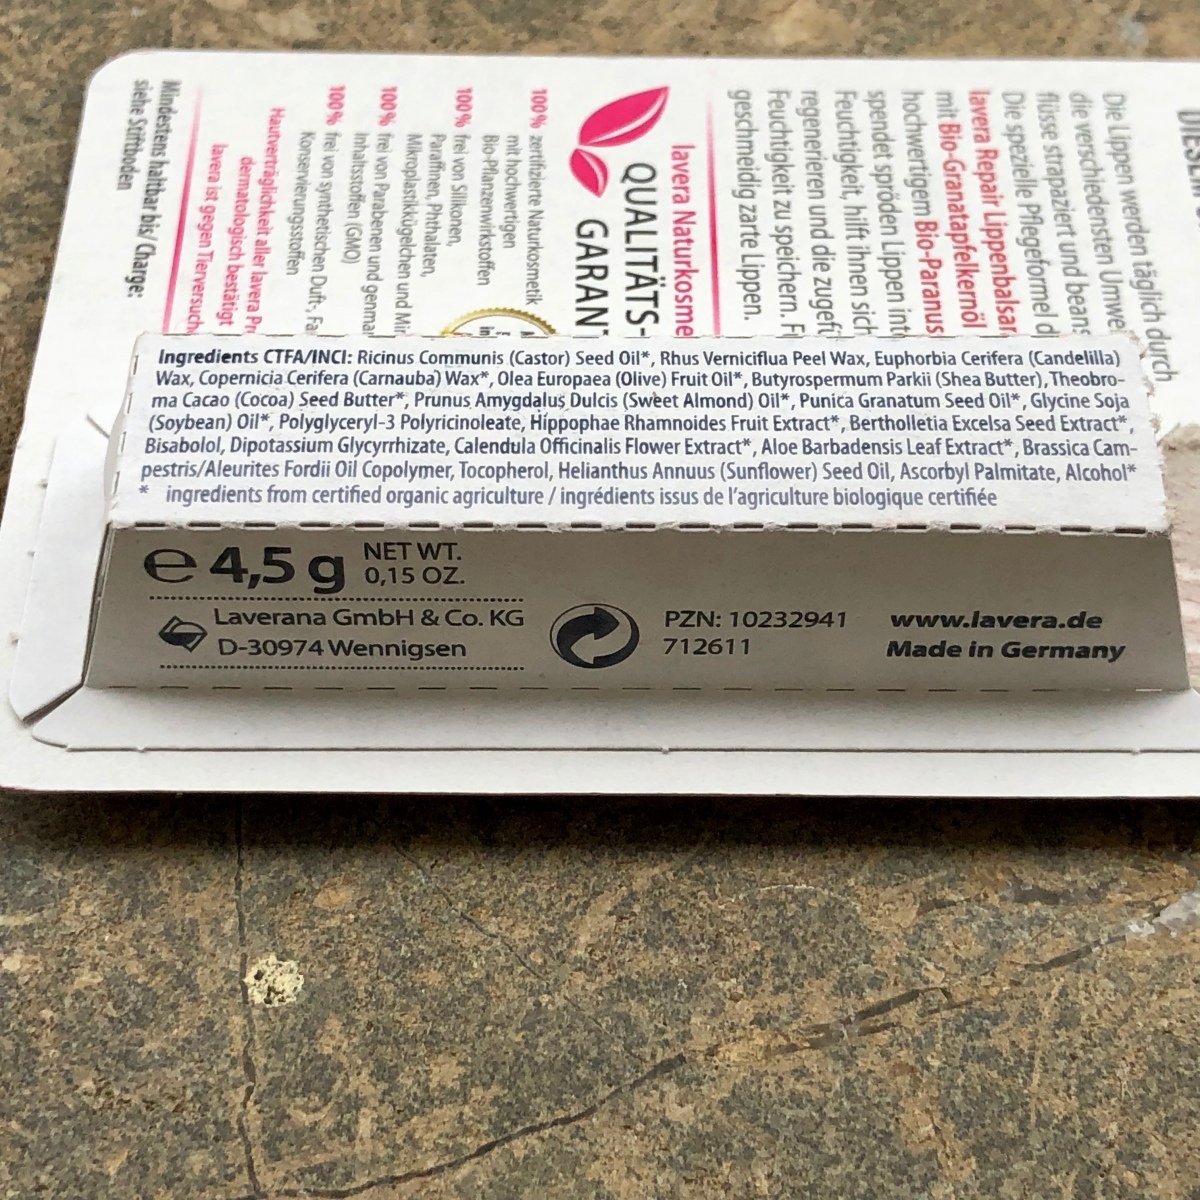 Ingredients CTFA/INCI: Ricinus Communis (Castor) Seed Oil*, Rhus Verniciflua Peel Wax, Euphorbia Cerifera (Candelilla)
Wax, Copernicia Cerifera (Carnauba) Wax*, Olea Europaea (Olive) Fruit Oil*, Butyrospermum Parkii (Shea Butter), Theobro-
ma Cacao (Cocoa) Seed Butter*, Prunus Amygdalus Dulcis (Sweet Almond) Oil*, Punica Granatum Seed Oil*, Glycine Soja
(Soybean) Oil*, Polyglyceryl-3 Polyricinoleate, Hippophae Rhamnoides Fruit Extract*, Bertholletia Excelsa Seed Extract*,
Bisabolol, Dipotassium Glycyrrhizate, Calendula Officinalis Flower Extract*, Aloe Barbadensis Leaf Extract*, Brassica Cam-
pestris/Aleurites Fordii Oil Copolymer, Tocopherol, Helianthus Annuus (Sunflower) Seed Oil, Ascorbyl Palmitate, Alcohol*
* ingredients from certified organic agriculture / ingrédients issus de l'agriculture biologique certifiée
e 4,5 g NET WT.
0,15 OZ.
Laverana GmbH & Co. KG
D-30974 Wennigsen
PZN: 10232941
712611
www.lavera.de
Made in Germany
Die Lippen werden täglich durch
die verschiedensten Umwe
flüsse strapaziert und bean
Die spezielle Pflegeformel d
lavera Repair Lippenbalsa
mit Bio-Granatapfelkernöl
hochwertigem Bio-Paranus
spendet spröden Lippen int
Feuchtigkeit, hilft ihnen sich
regenerieren und die zugef
Feuchtigkeit zu speichern. F
geschmeidig zarte Lippen.
lavera Naturkosme
QUALITÄTS-
GARAN
100% zertifizierte Naturkosmetik
mit hochwertigen
Bio-Pflanzenwirkstoffen
100% frei von Silikonen,
Paraffinen, Phthalaten,
Mikroplastikkügelchen und Mi
100% frei von Parabenen und genma
Inhaltsstoffen (GMO)
100% frei von synthetischen Duft-, Fa
Konservierungsstoffen
Hautverträglichkeit aller lavera Pr
dermatologisch bestätigt
lavera ist gegen Tierversuch
Mindestens haltbar bis/ Charge:
siehe Stiftboden